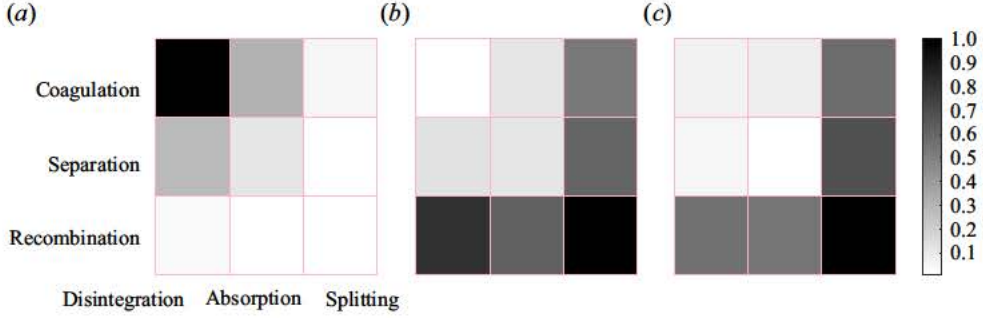 (a)
(b)
(c)
Coagulation
Separation
Recombination
Disintegration
Absorption
Splitting
1.0
0.9
0.8
0.7
0.6
0.5
0.4
0.3
0.2
0.1